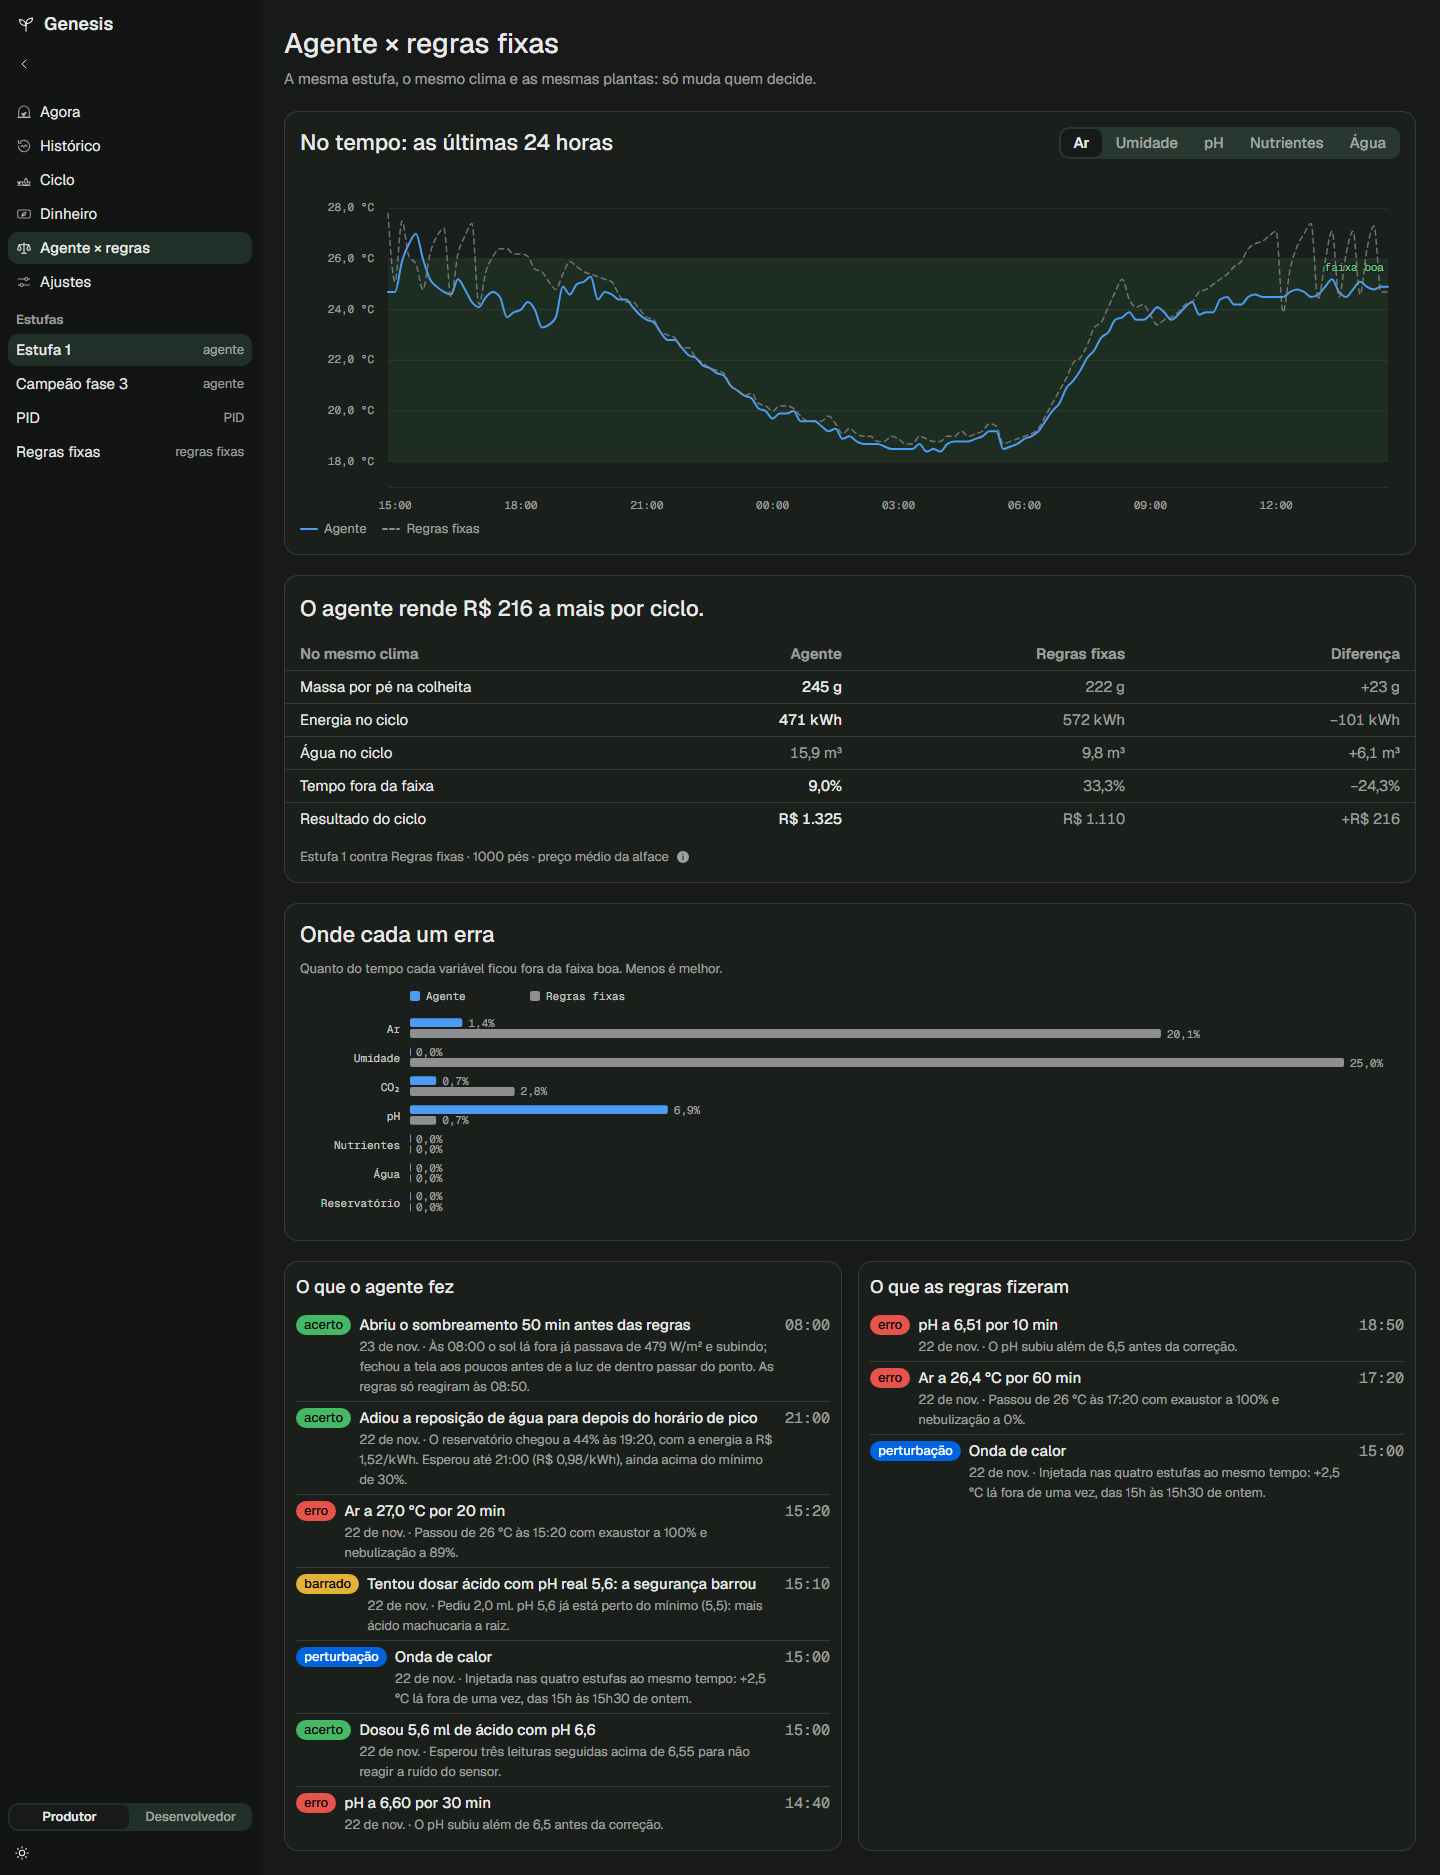 Genesis
Agora
Histórico
Ciclo
Dinheiro
Agente × regras
Ajustes
Estufas
Estufa 1 agente
Campeão fase 3 agente
PID PID
Regras fixas regras fixas
Produtor Desenvolvedor
Agente × regras fixas
A mesma estufa, o mesmo clima e as mesmas plantas: só muda quem decide.
No tempo: as últimas 24 horas
Ar Umidade pH Nutrientes Água
28,0 °C
26,0 °C
faixa boa
24,0 °C
22,0 °C
20,0 °C
18,0 °C
15:00 18:00 21:00 00:00 03:00 06:00 09:00 12:00
Agente Regras fixas
O agente rende R$ 216 a mais por ciclo.
No mesmo clima Agente Regras fixas Diferença
Massa por pé na colheita 245 g 222 g +23 g
Energia no ciclo 471 kWh 572 kWh −101 kWh
Água no ciclo 15,9 m³ 9,8 m³ +6,1 m³
Tempo fora da faixa 9,0% 33,3% −24,3%
Resultado do ciclo R$ 1.325 R$ 1.110 +R$ 216
Estufa 1 contra Regras fixas · 1000 pés · preço médio da alface
Onde cada um erra
Quanto do tempo cada variável ficou fora da faixa boa. Menos é melhor.
Agente Regras fixas
Ar 1,4% 20,1%
Umidade 0,0% 25,0%
CO₂ 0,7% 2,8%
pH 6,9% 0,7%
Nutrientes 0,0% 0,0%
Água 0,0% 0,0%
Reservatório 0,0% 0,0%
O que o agente fez
acerto Abriu o sombreamento 50 min antes das regras 08:00
23 de nov. · Às 08:00 o sol lá fora já passava de 479 W/m² e subindo;
fechou a tela aos poucos antes de a luz de dentro passar do ponto. As
regras só reagiram às 08:50.
acerto Adiou a reposição de água para depois do horário de pico 21:00
22 de nov. · O reservatório chegou a 44% às 19:20, com a energia a R$
1,52/kWh. Esperou até 21:00 (R$ 0,98/kWh), ainda acima do mínimo
de 30%.
erro Ar a 27,0 °C por 20 min 15:20
22 de nov. · Passou de 26 °C às 15:20 com exaustor a 100% e
nebulização a 89%.
barrado Tentou dosar ácido com pH real 5,6: a segurança barrou 15:10
22 de nov. · Pediu 2,0 ml. pH 5,6 já está perto do mínimo (5,5): mais
ácido machucaria a raiz.
perturbação Onda de calor 15:00
22 de nov. · Injetada nas quatro estufas ao mesmo tempo: +2,5
°C lá fora de uma vez, das 15h às 15h30 de ontem.
acerto Dosou 5,6 ml de ácido com pH 6,6 15:00
22 de nov. · Esperou três leituras seguidas acima de 6,55 para não
reagir a ruído do sensor.
erro pH a 6,60 por 30 min 14:40
22 de nov. · O pH subiu além de 6,5 antes da correção.
O que as regras fizeram
erro pH a 6,51 por 10 min 18:50
22 de nov. · O pH subiu além de 6,5 antes da correção.
erro Ar a 26,4 °C por 60 min 17:20
22 de nov. · Passou de 26 °C às 17:20 com exaustor a 100% e
nebulização a 0%.
perturbação Onda de calor 15:00
22 de nov. · Injetada nas quatro estufas ao mesmo tempo: +2,5
°C lá fora de uma vez, das 15h às 15h30 de ontem.